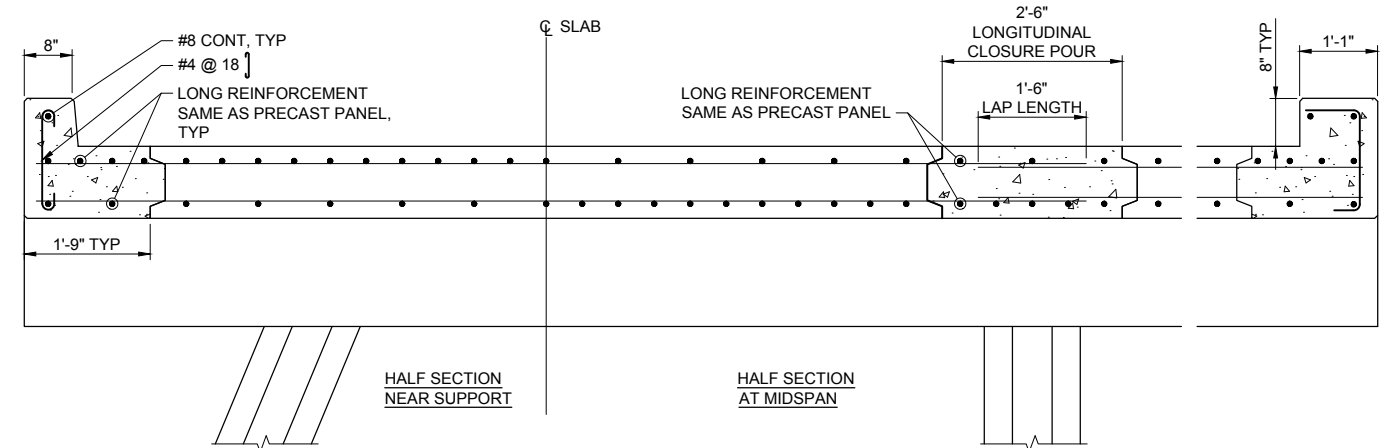 8"
#8 CONT, TYP
#4 @ 18
LONG REINFORCEMENT
SAME AS PRECAST PANEL,
TYP
℄ SLAB
LONG REINFORCEMENT
SAME AS PRECAST PANEL
2'-6"
LONGITUDINAL
CLOSURE POUR
1'-6"
LAP LENGTH
8" TYP
1'-1"
1'-9" TYP
HALF SECTION
NEAR SUPPORT
HALF SECTION
AT MIDSPAN